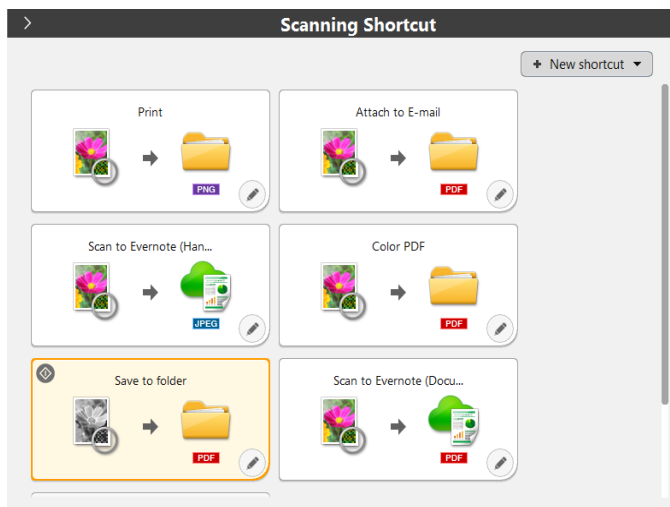 Scanning Shortcut
+ New shortcut
Print
PNG
Attach to E-mail
PDF
Scan to Evernote (Han...
JPEG
Color PDF
PDF
Save to folder
PDF
Scan to Evernote (Docu...
PDF